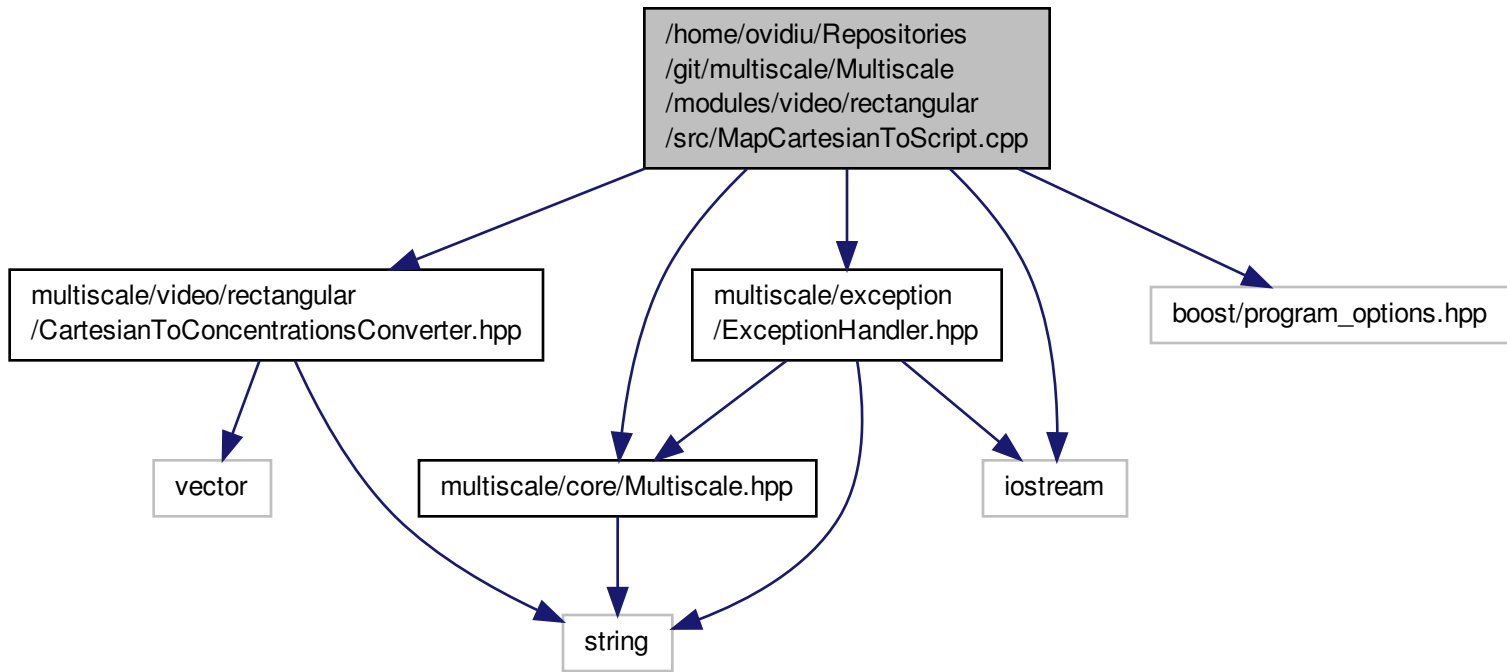 /home/ovidiu/Repositories
/git/multiscale/Multiscale
/modules/video/rectangular
/src/MapCartesianToScript.cpp
multiscale/video/rectangular
/CartesianToConcentrationsConverter.hpp
multiscale/exception
/ExceptionHandler.hpp
boost/program_options.hpp
vector
multiscale/core/Multiscale.hpp
iostream
string